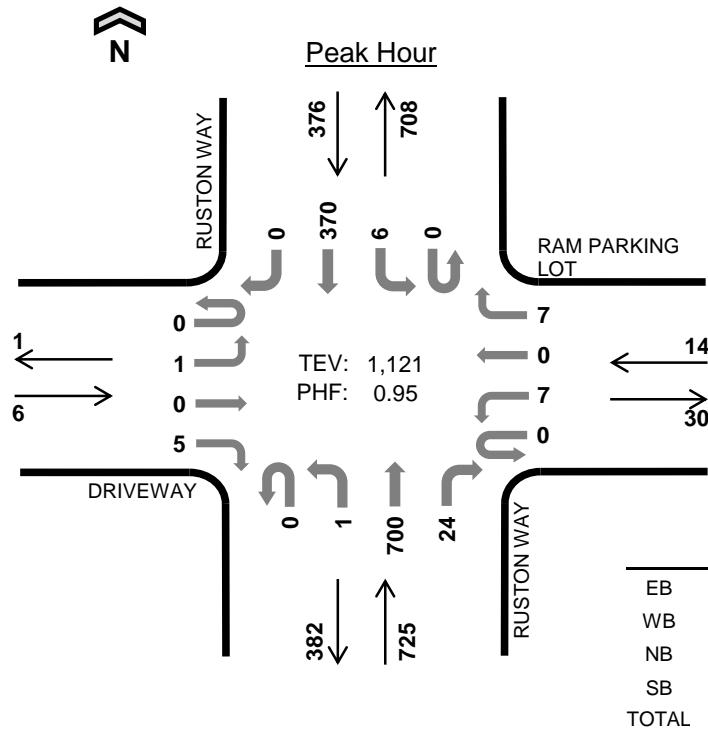 N
Peak Hour
376
708
RUSTON WAY
0
370
6
0
RAM PARKING
LOT
0
7
1
1
TEV: 1,121
0
14
PHF: 0.95
6
0
7
30
5
0
DRIVEWAY
0
1
700
24
RUSTON WAY
382
725
EB
WB
NB
SB
TOTAL